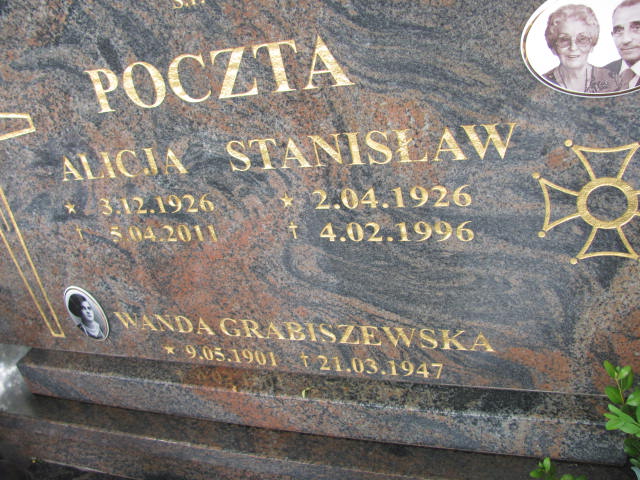 Ś.P.
POCZTA
ALICJA STANISŁAW
* 3.12.1926 * 2.04.1926
† 5.04.2011 † 4.02.1996
WANDA GRABISZEWSKA
* 9.05.1901 † 21.03.1947